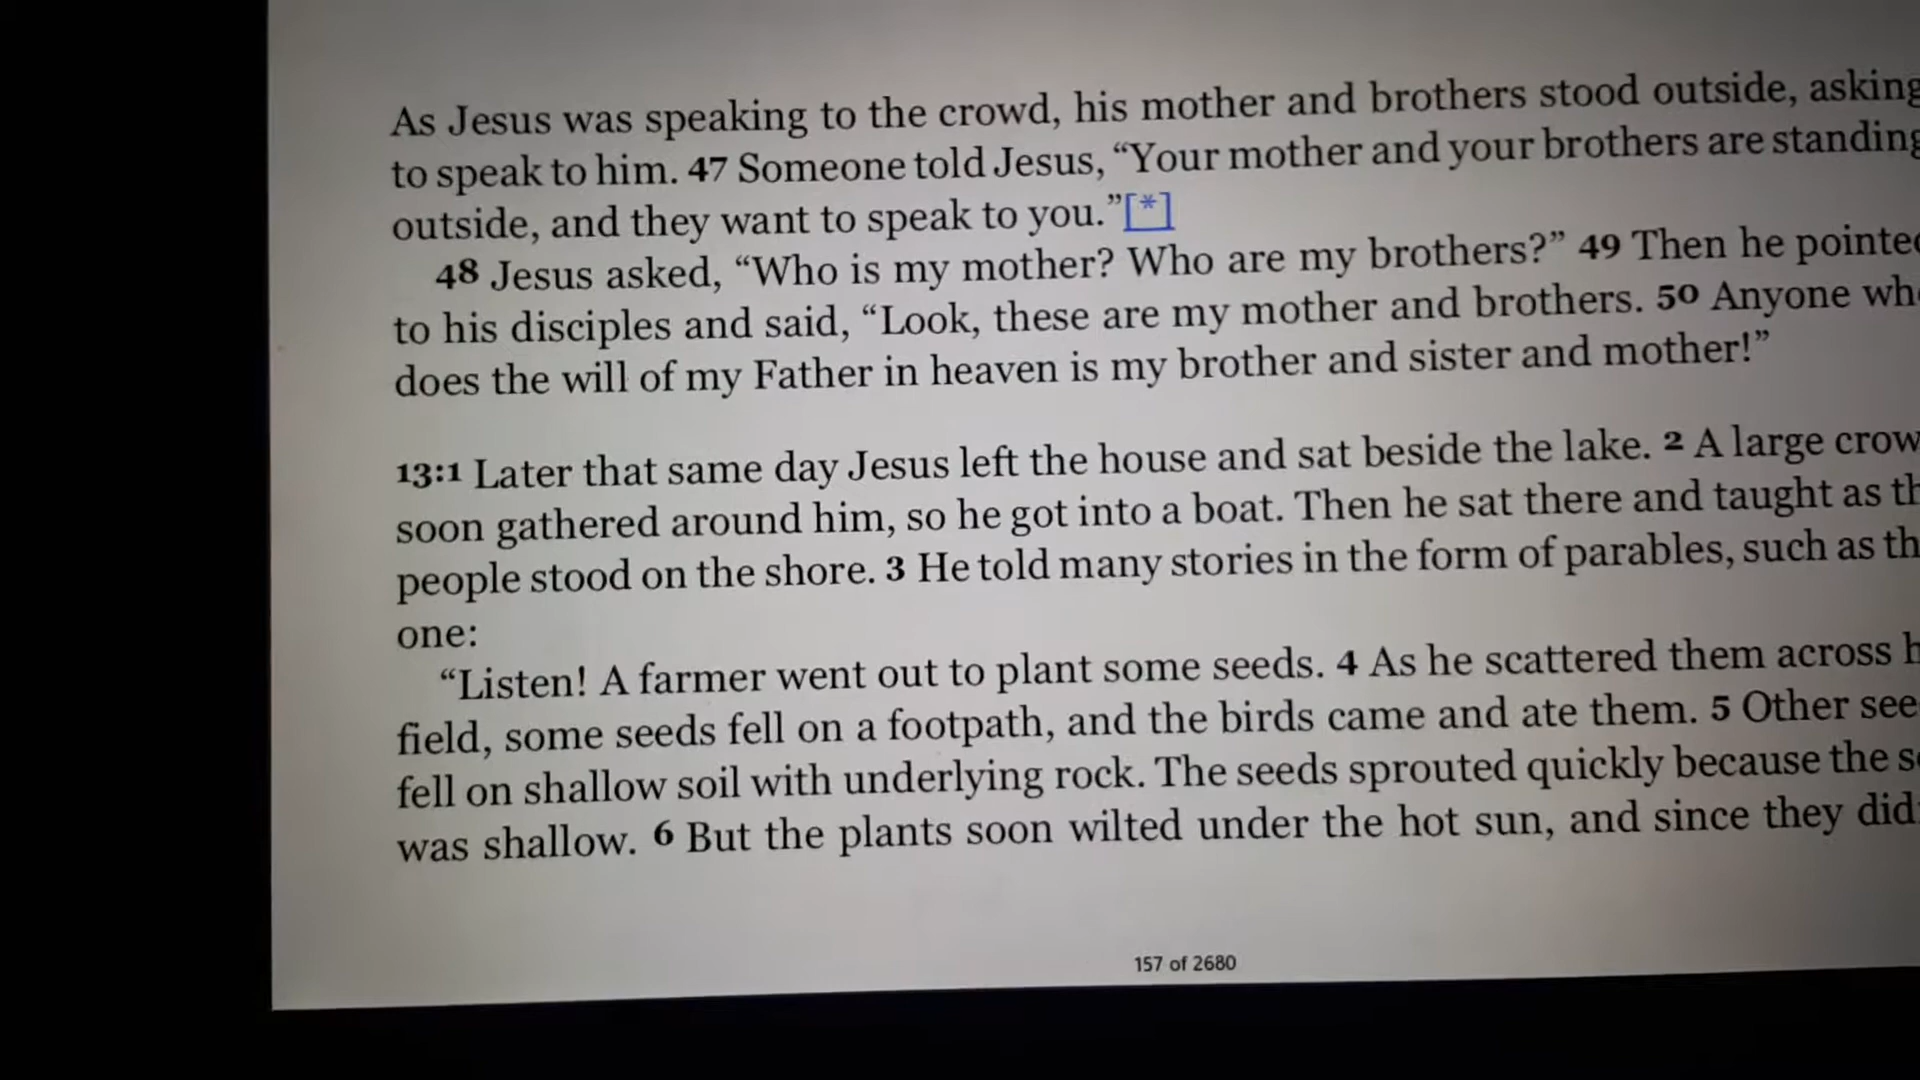 As Jesus was speaking to the crowd, his mother and brothers stood outside, asking
to speak to him. 47 Someone told Jesus, “Your mother and your brothers are standing
outside, and they want to speak to you.”[*]
48 Jesus asked, “Who is my mother? Who are my brothers?” 49 Then he pointed
to his disciples and said, “Look, these are my mother and brothers. 50 Anyone
does the will of my Father in heaven is my brother and sister and mother!”
13:1 Later that same day Jesus left the house and sat beside the lake. 2 A large
soon gathered around him, so he got into a boat. Then he sat there and taught as
people stood on the shore. 3 He told many stories in the form of parables, such as
one:
“Listen! A farmer went out to plant some seeds. 4 As he scattered them across
field, some seeds fell on a footpath, and the birds came and ate them. 5 Other
fell on shallow soil with underlying rock. The seeds sprouted quickly because the
was shallow. 6 But the plants soon wilted under the hot sun, and since they
157 of 2680